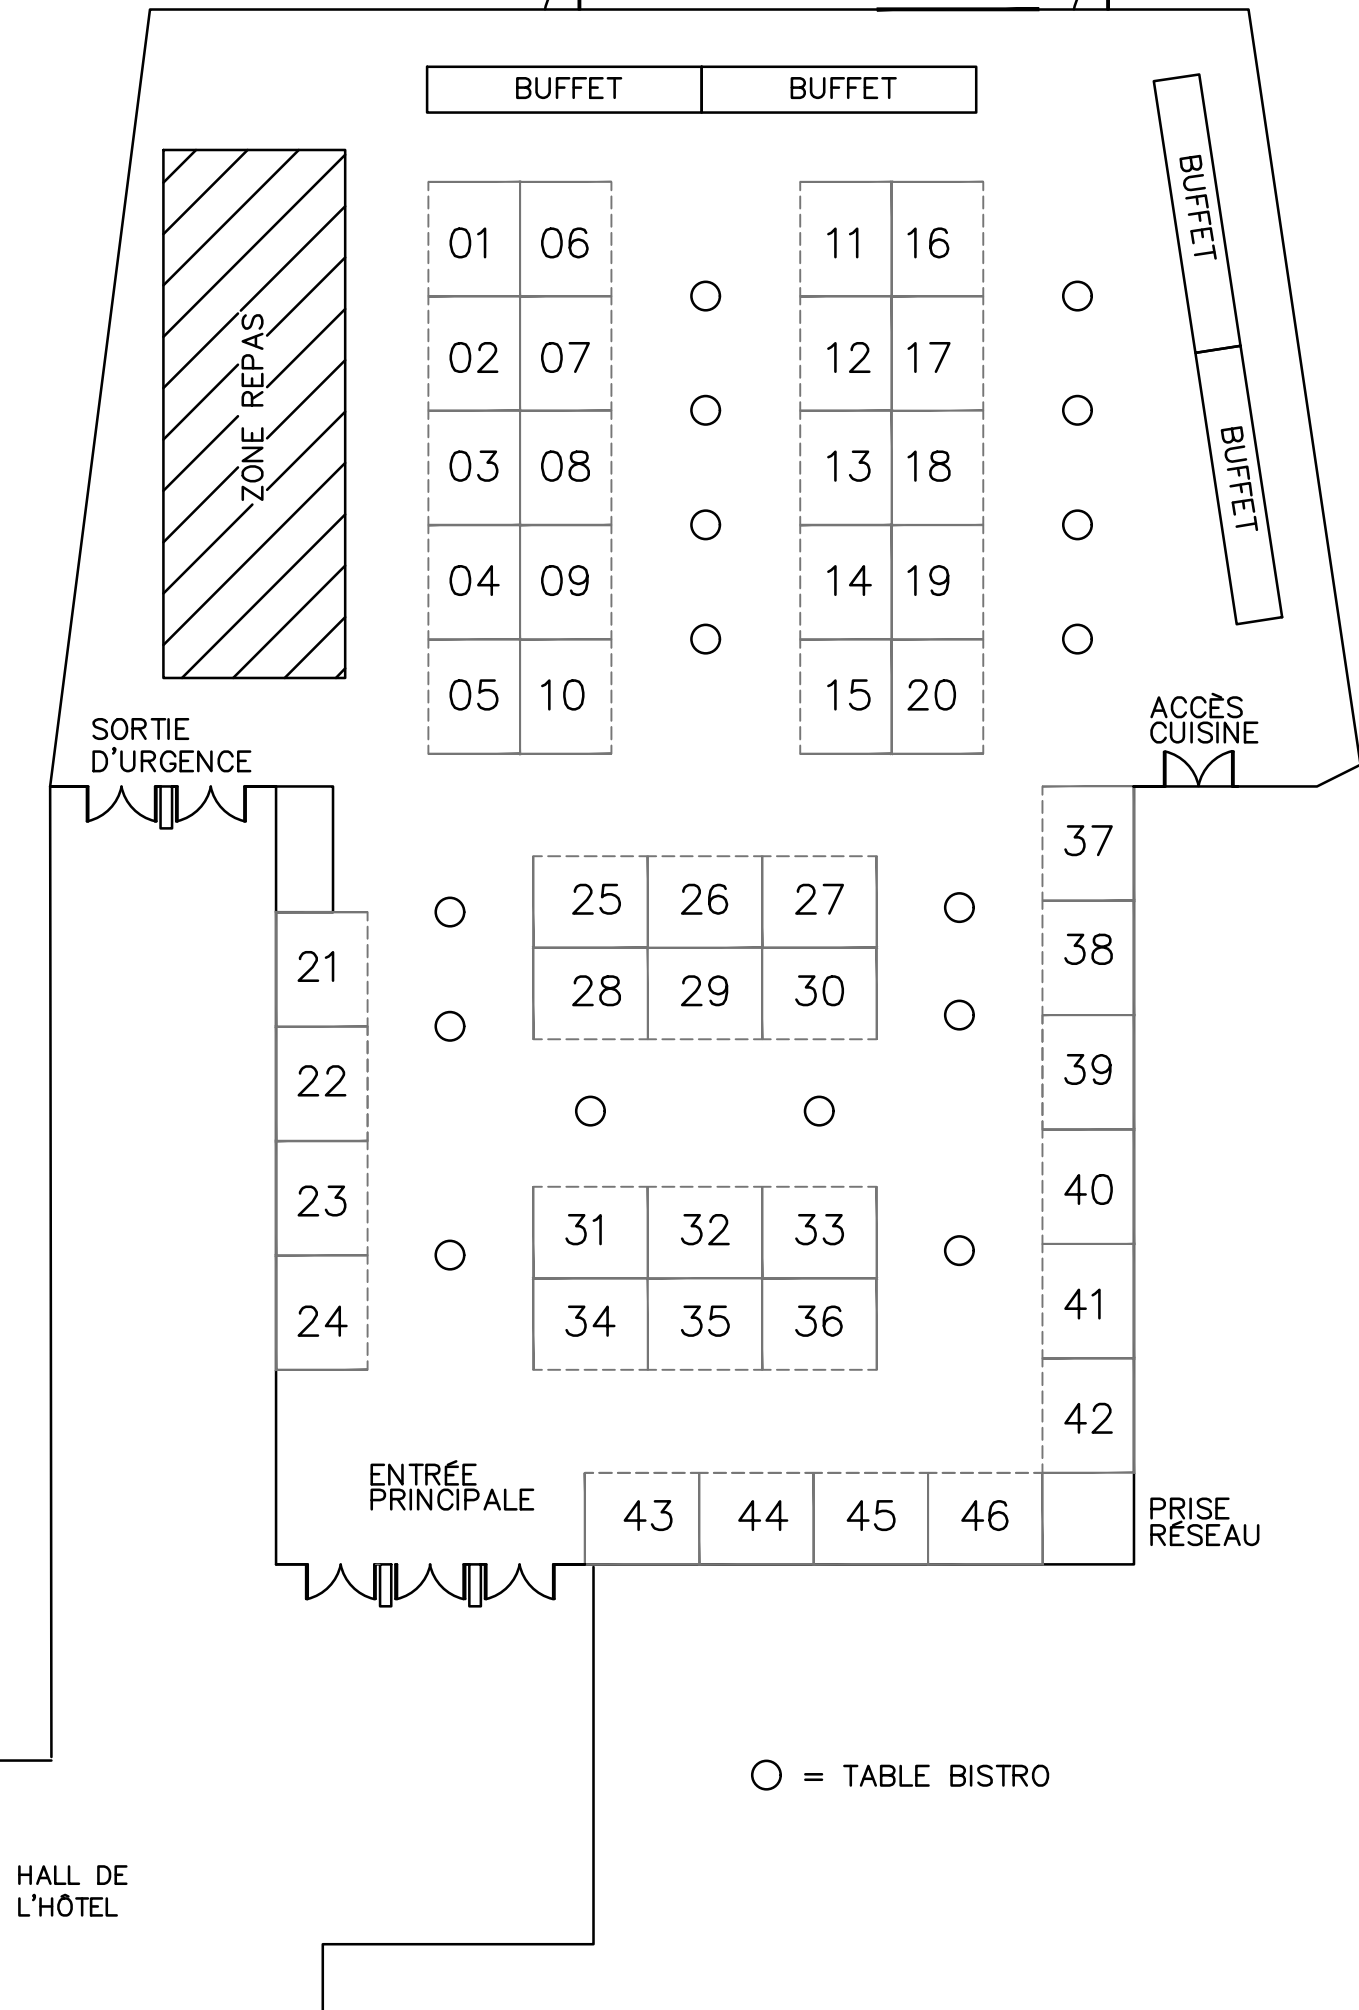 BUFFET BUFFET
BUFFET
BUFFET
ZONE REPAS
01 06 11 16
02 07 12 17
03 08 13 18
04 09 14 19
05 10 15 20
SORTIE
D'URGENCE
ACCÈS
CUISINE
37
25 26 27
38
21
28 29 30
39
22
40
23
31 32 33
41
24
34 35 36
42
ENTRÉE
PRINCIPALE
43 44 45 46
PRISE
RÉSEAU
= TABLE BISTRO
HALL DE
L'HÔTEL